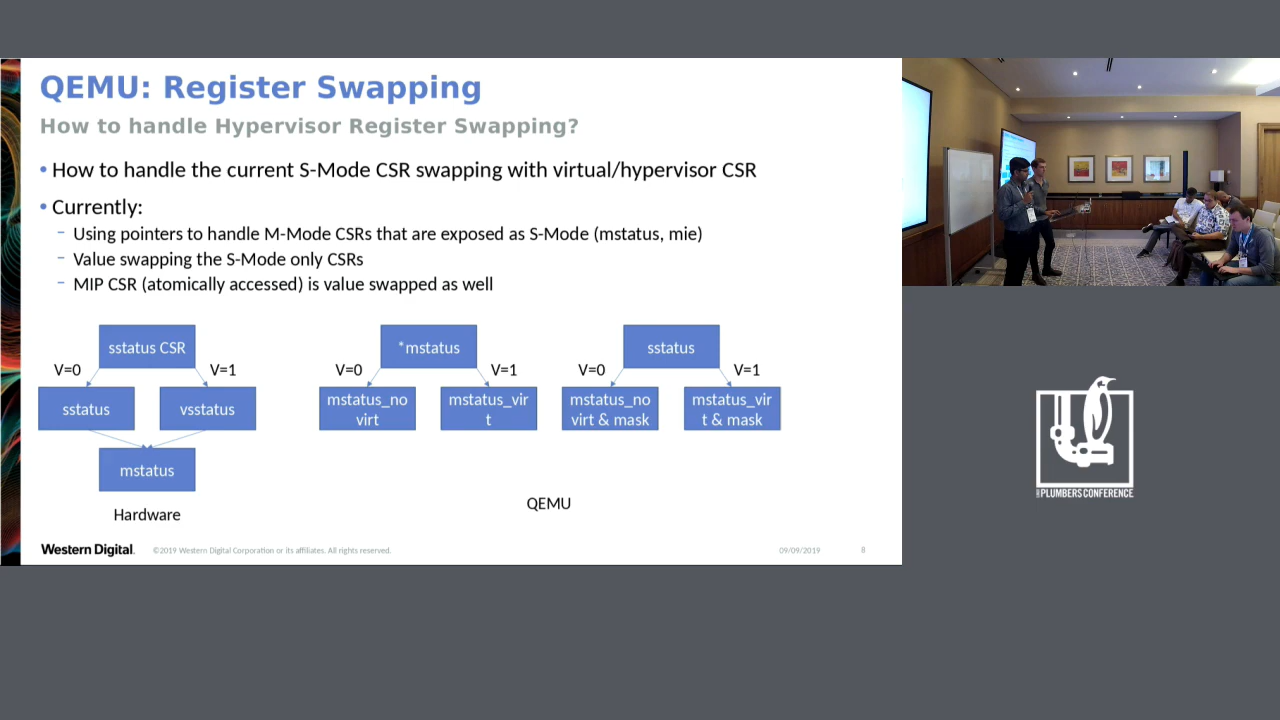 QEMU: Register Swapping
How to handle Hypervisor Register Swapping?
• How to handle the current S-Mode CSR swapping with virtual/hypervisor CSR
• Currently:
– Using pointers to handle M-Mode CSRs that are exposed as S-Mode (mstatus, mie)
– Value swapping the S-Mode only CSRs
– MIP CSR (atomically accessed) is value swapped as well
sstatus CSR
V=0
V=1
sstatus
vsstatus
mstatus
Hardware
*mstatus
V=0
V=1
mstatus_no
virt
mstatus_vir
t
sstatus
V=0
V=1
mstatus_no
virt & mask
mstatus_vir
t & mask
QEMU
Western Digital.
©2019 Western Digital Corporation or its affiliates. All rights reserved.
09/09/2019
8
PLUMBERS CONFERENCE